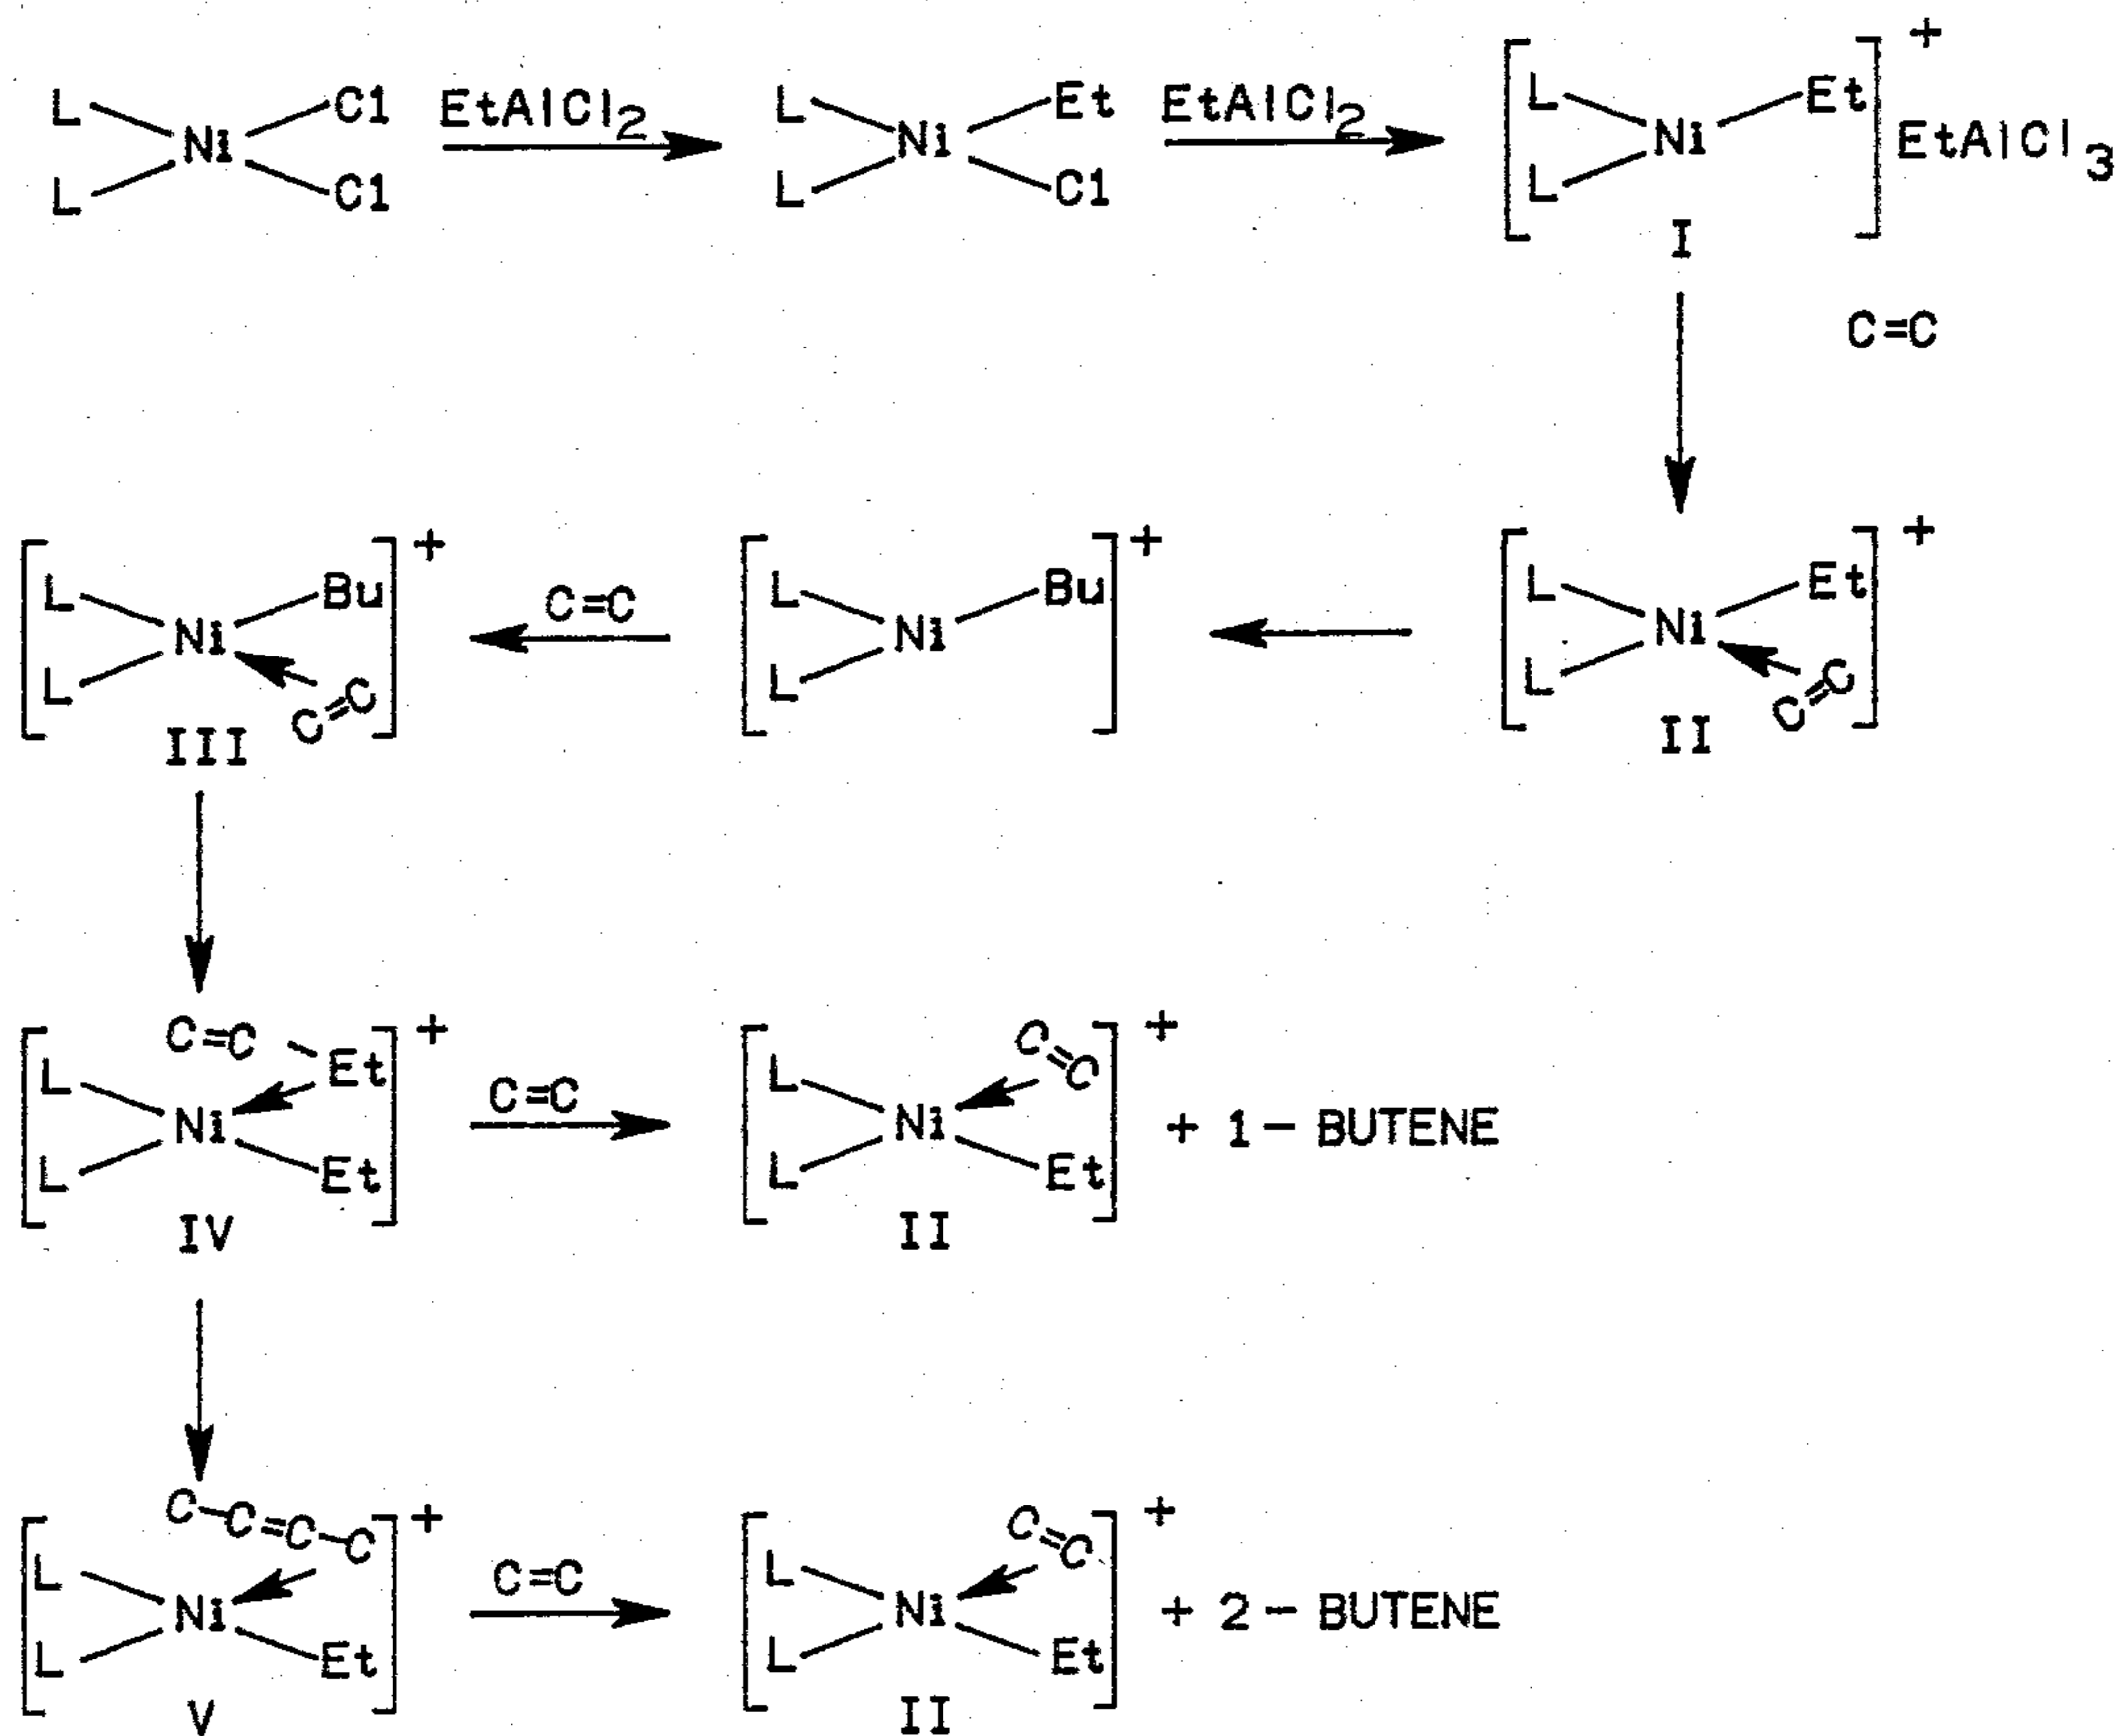 L Cl EtAlCl2 L Et EtAlCl2 [ L Et ]+
Ni Ni Ni EtAlCl3
L Cl L Cl L
I
C=C
[ L Bu ]+ C=C [ L Bu ]+ [ L Et ]+
Ni Ni Ni
L C=C L L C=C
III II
[ C=C Et ]+ C=C [ C=C ]+
L L
Ni Ni + 1- BUTENE
L Et L Et
IV II
[ C-C=C-C ]+ C=C [ C=C ]+
L L
Ni Ni + 2- BUTENE
L Et L Et
V II